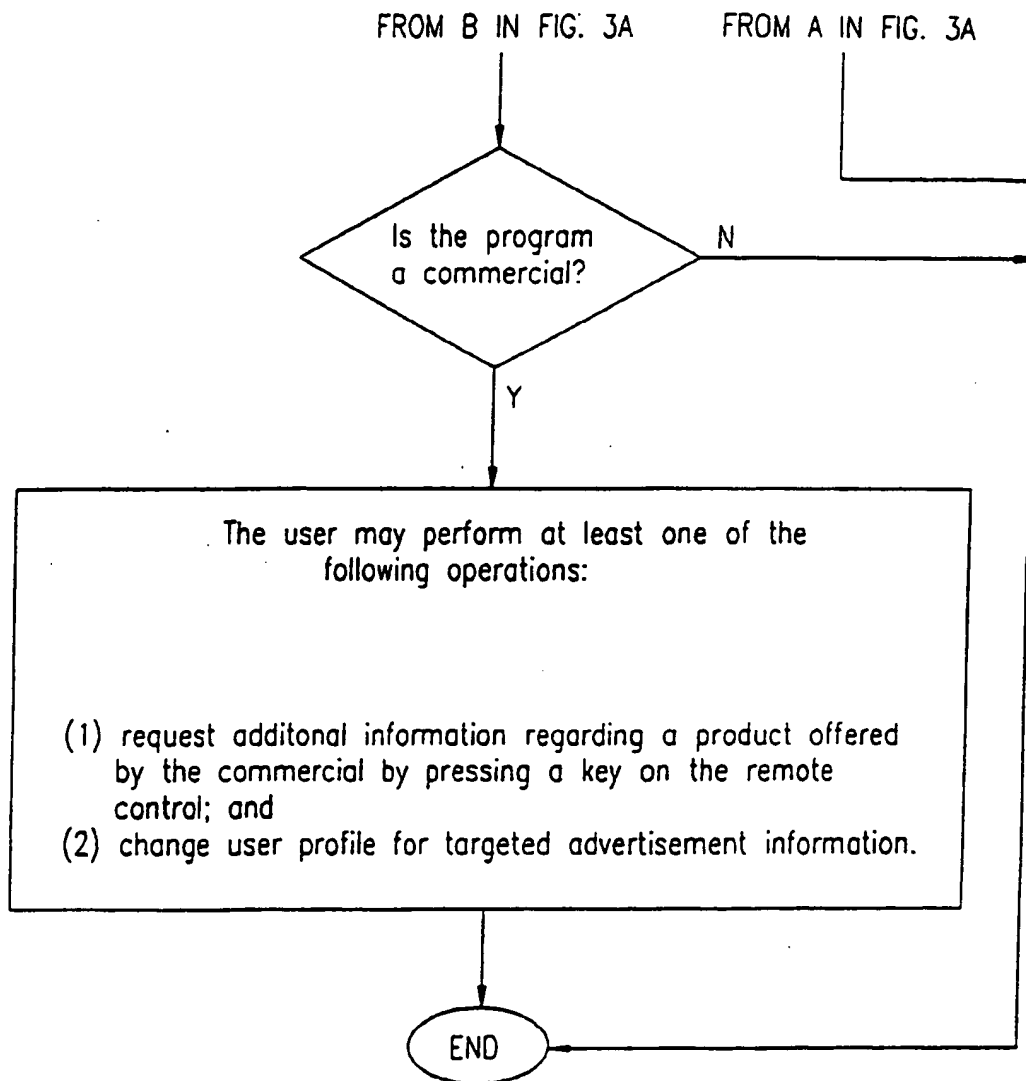 FROM B IN FIG. 3A
FROM A IN FIG. 3A
Is the program
a commercial?
N
Y
The user may perform at least one of the
following operations:
(1) request additonal information regarding a product offered
by the commercial by pressing a key on the remote
control; and
(2) change user profile for targeted advertisement information.
END